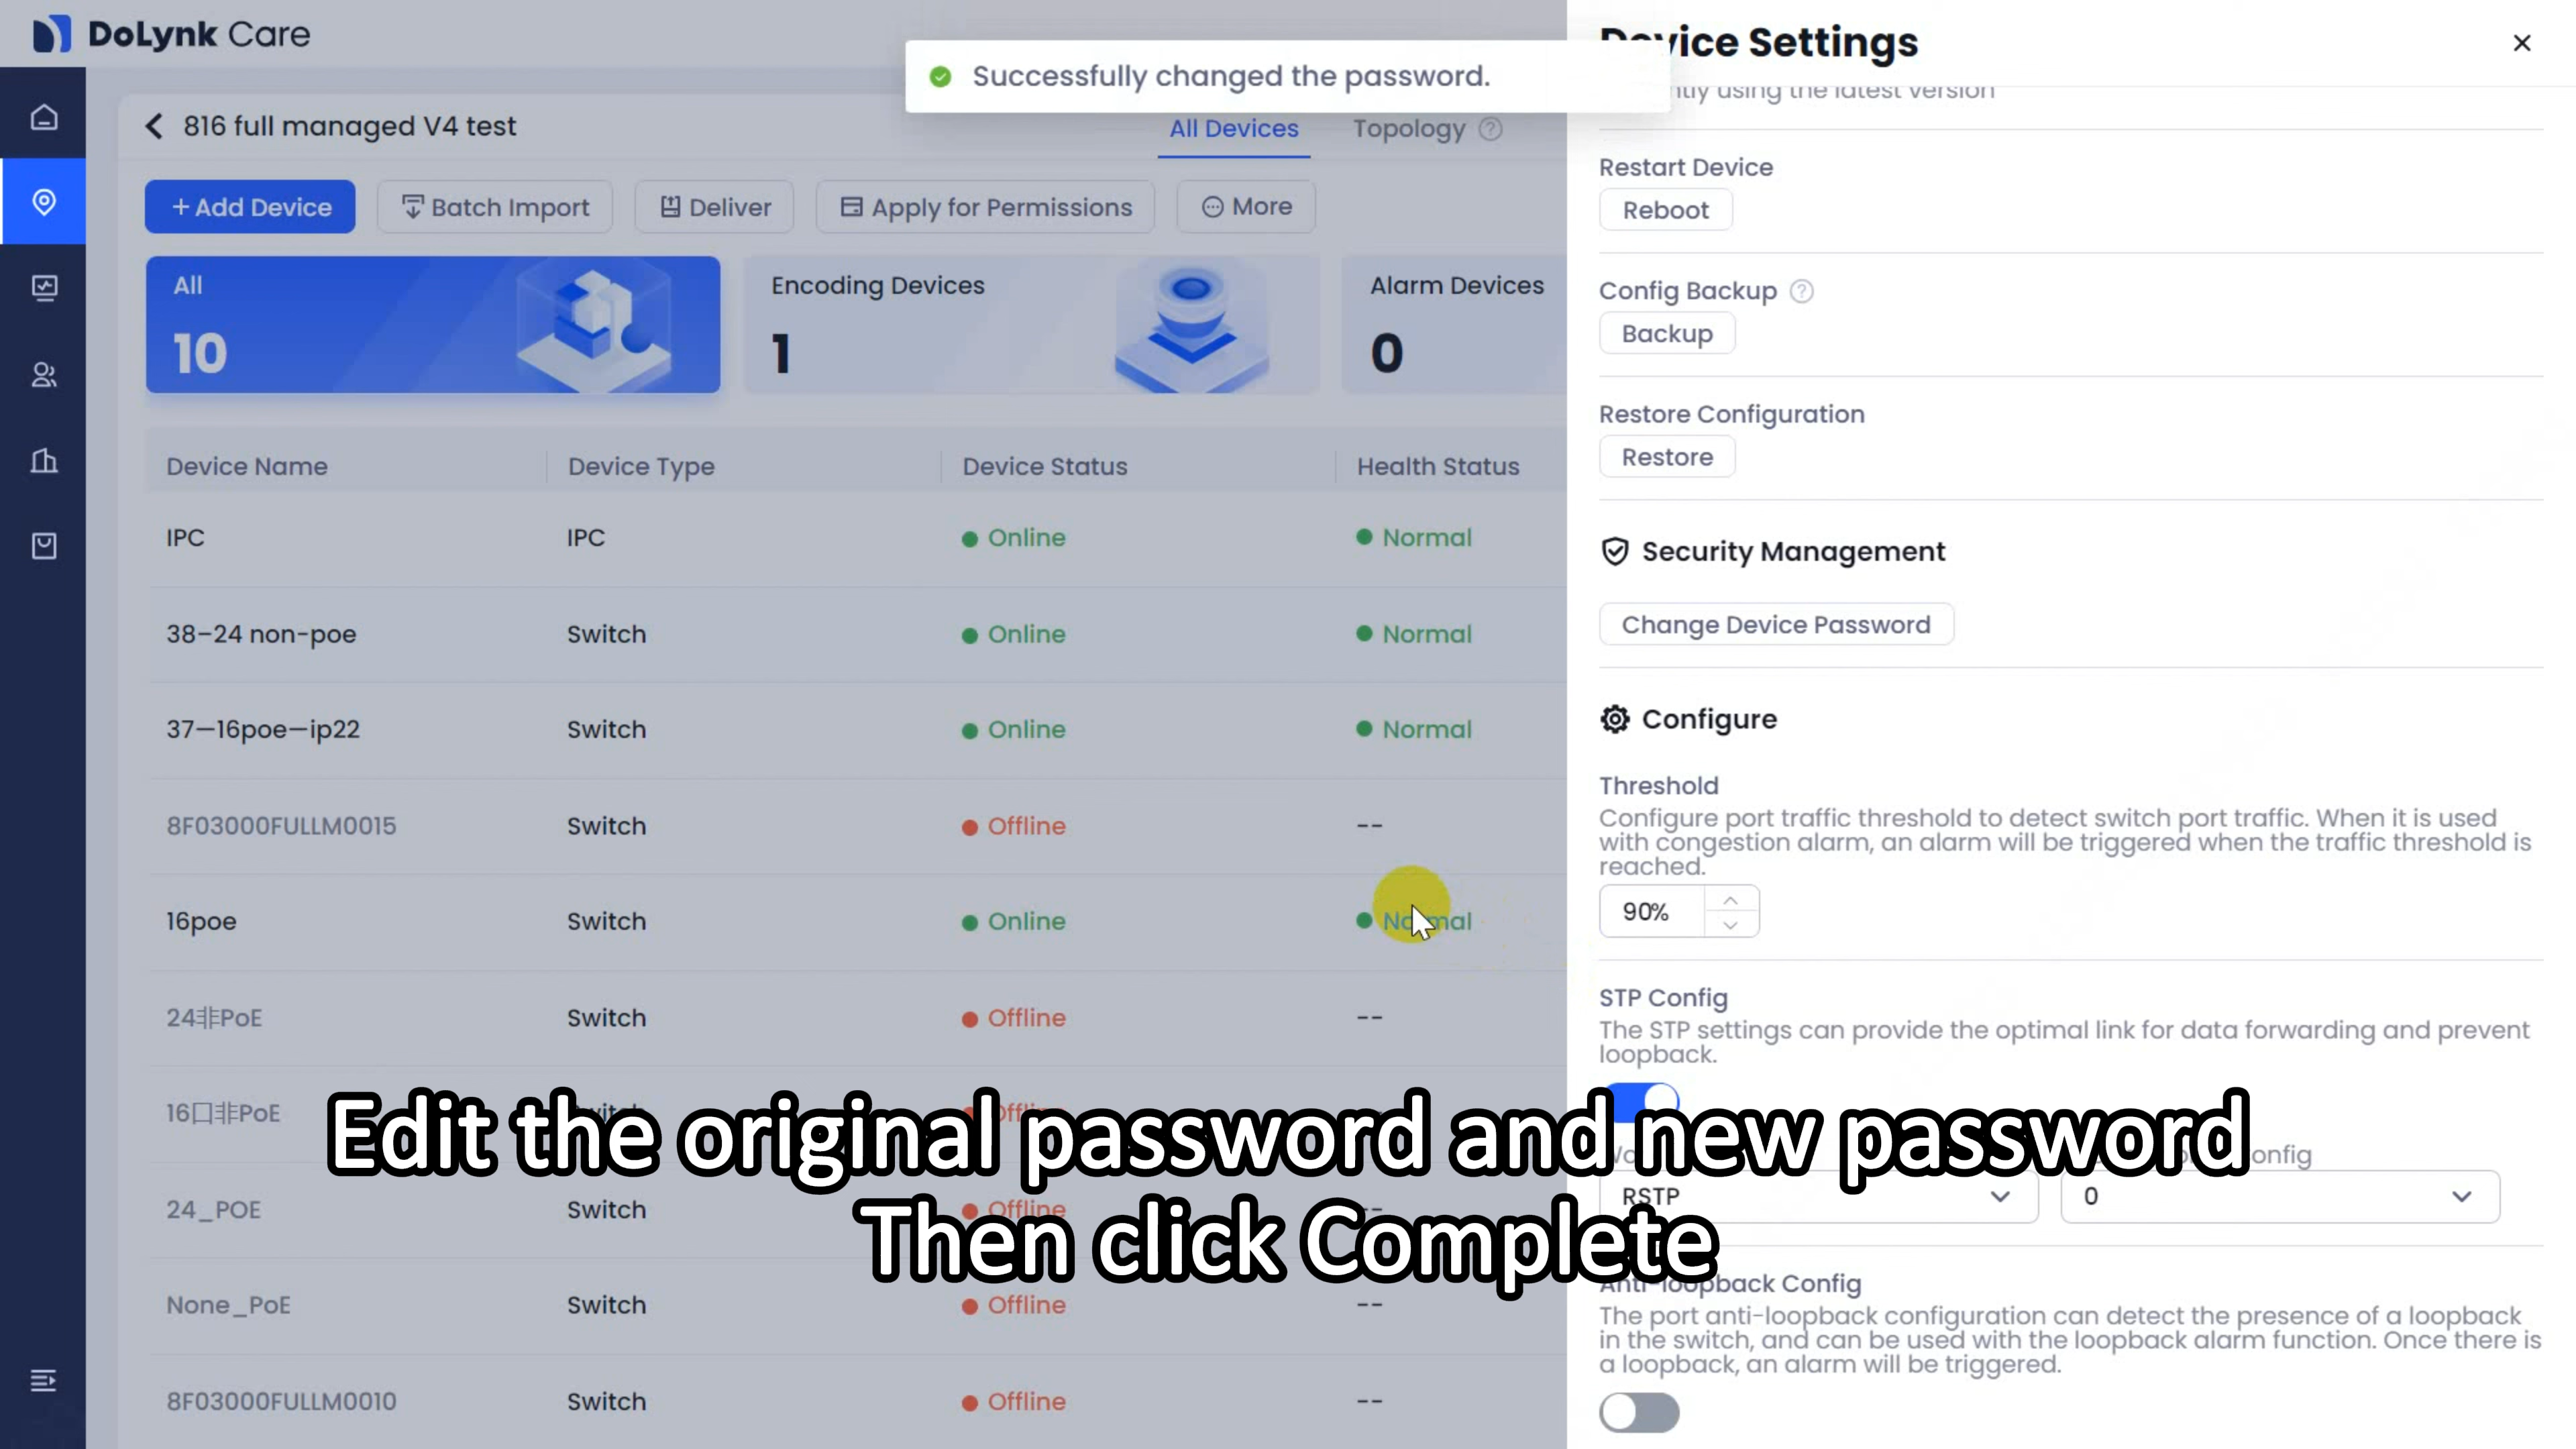 DoLynk Care
Successfully changed the password.
Device Settings
using the latest version
816 full managed V4 test
All Devices
Topology
+ Add Device
Batch Import
Deliver
Apply for Permissions
More
All
10
Encoding Devices
1
Alarm Devices
0
Device Name Device Type Device Status Health Status
IPC IPC Online Normal
38-24 non-poe Switch Online Normal
37—16poe—ip22 Switch Online Normal
8F03000FULLM0015 Switch Offline --
16poe Switch Online Normal
24非PoE Switch Offline --
16口非PoE
24_POE Switch Offline --
None_PoE Switch Offline --
8F03000FULLM0010 Switch Offline --
Restart Device
Reboot
Config Backup
Backup
Restore Configuration
Restore
Security Management
Change Device Password
Configure
Threshold
Configure port traffic threshold to detect switch port traffic. When it is used
with congestion alarm, an alarm will be triggered when the traffic threshold is
reached.
90%
STP Config
The STP settings can provide the optimal link for data forwarding and prevent
loopback.
RSTP
0
Anti-loopback Config
The port anti-loopback configuration can detect the presence of a loopback
in the switch, and can be used with the loopback alarm function. Once there is
a loopback, an alarm will be triggered.
Edit the original password and new password
Then click Complete